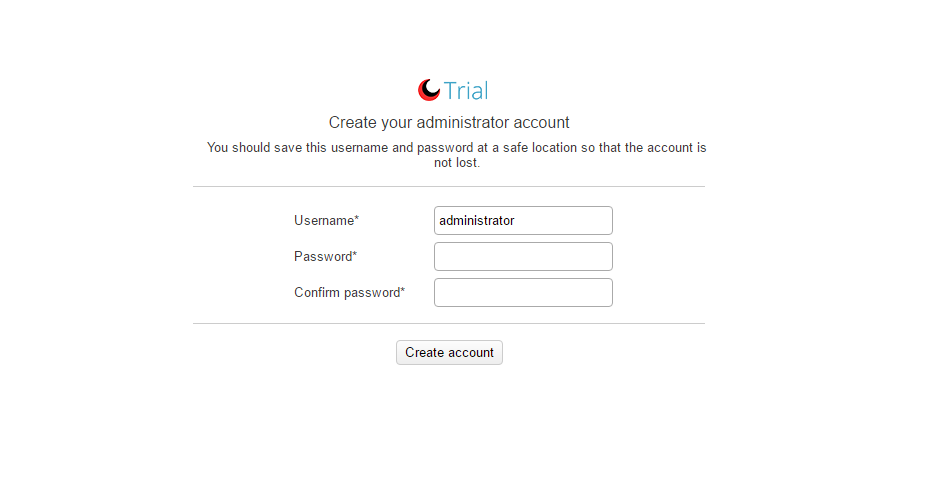 Trial
Create your administrator account
You should save this username and password at a safe location so that the account is
not lost.
Username*
administrator
Password*
Confirm password*
Create account